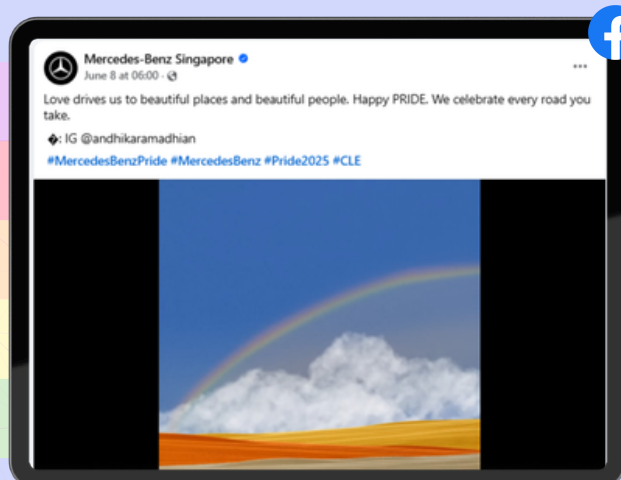 Mercedes-Benz Singapore
June 8 at 06:00 ·
Love drives us to beautiful places and beautiful people. Happy PRIDE. We celebrate every road you
take.
�: IG @andhikaramadhian
#MercedesBenzPride #MercedesBenz #Pride2025 #CLE